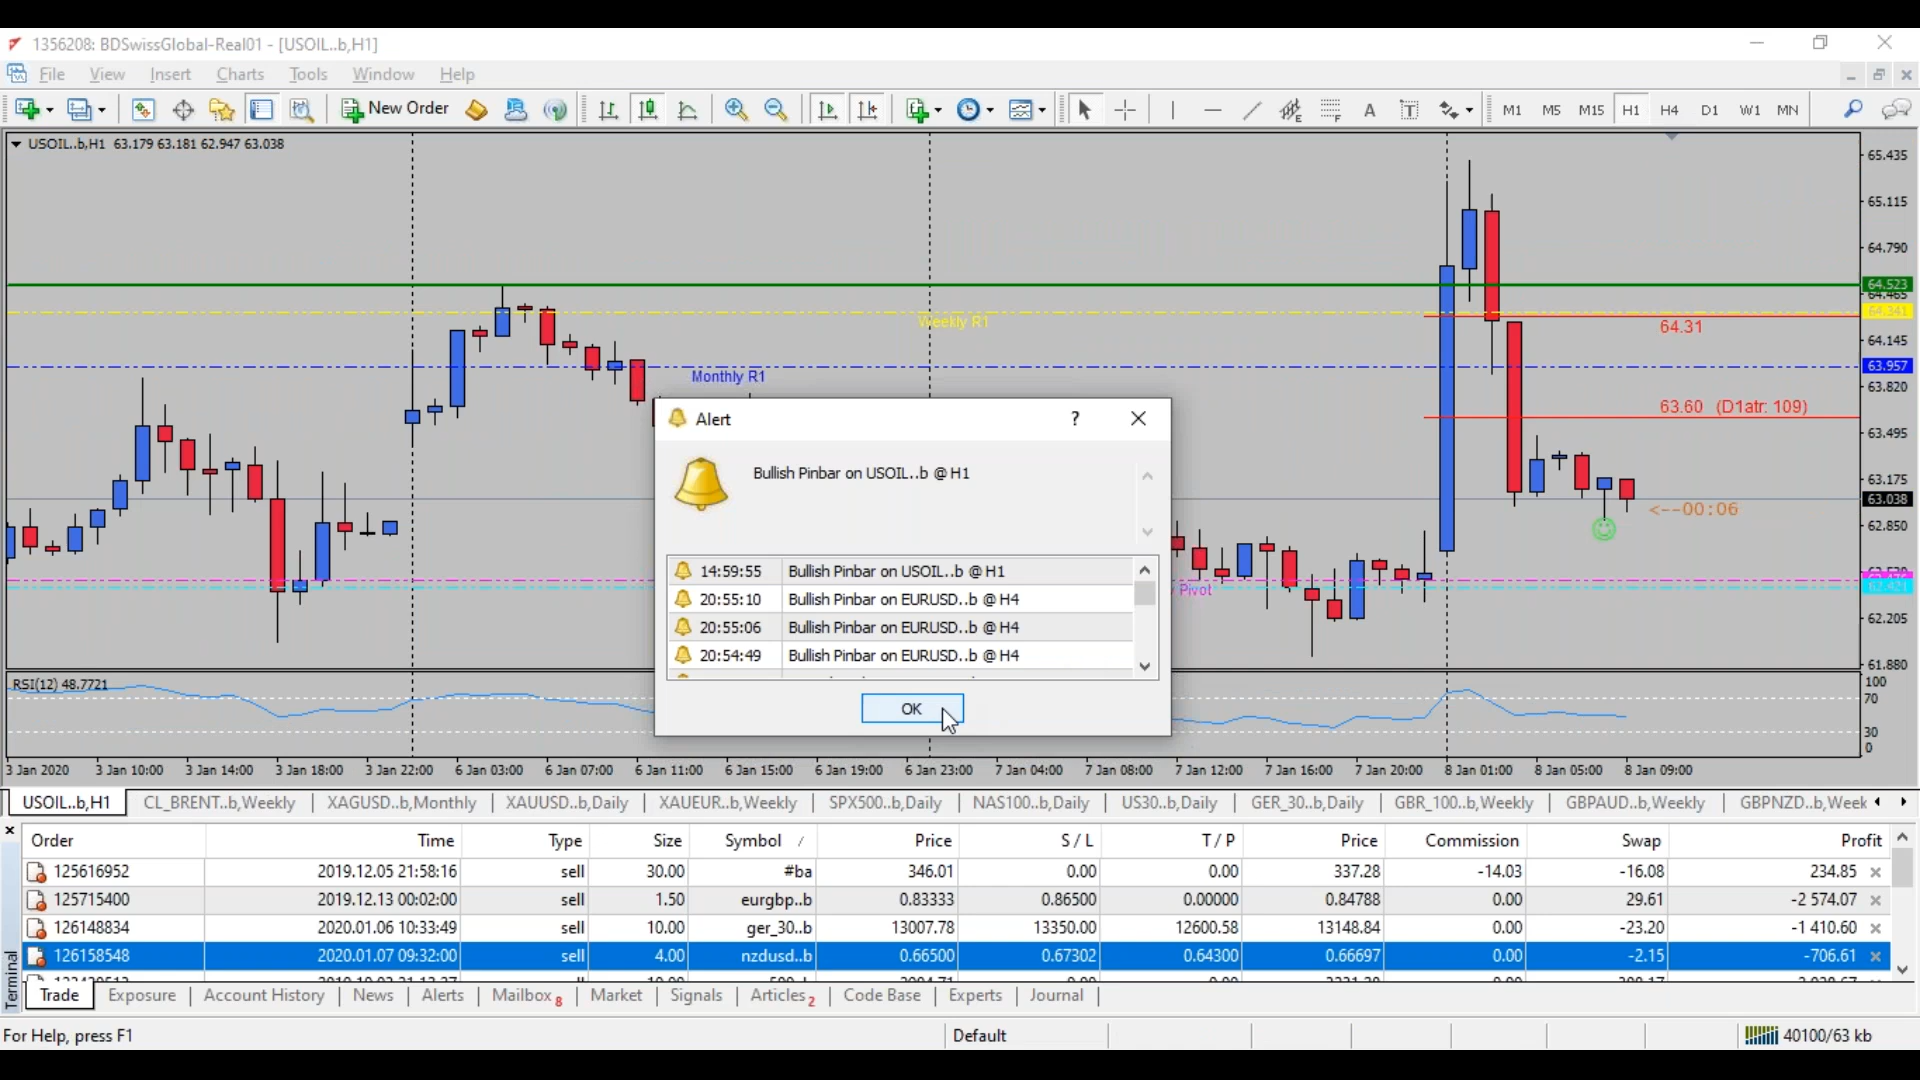 1356208: BDSwissGlobal-Real01 - [USOIL..b,H1]
File View Insert Charts Tools Window Help
New Order A T M1 M5 M15 H1 H4 D1 W1 MN
USOIL..b,H1 63.179 63.181 62.947 63.038
65.435
65.115
64.790
64.523
64.465
64.341
Weekly R1
64.31
64.145
63.957
Monthly R1
63.820
63.60 (D1atr: 109)
63.495
63.175
63.038
<--00:06
62.850
Pivot
62.205
61.880
Alert
?
Bullish Pinbar on USOIL..b @H1
14:59:55 Bullish Pinbar on USOIL..b @H1
20:55:10 Bullish Pinbar on EURUSD..b @H4
20:55:06 Bullish Pinbar on EURUSD..b @H4
20:54:49 Bullish Pinbar on EURUSD..b @H4
OK
RSI(12) 48.7721
100
70
30
0
3 Jan 2020 3 Jan 10:00 3 Jan 14:00 3 Jan 18:00 3 Jan 22:00 6 Jan 03:00 6 Jan 07:00 6 Jan 11:00 6 Jan 15:00 6 Jan 19:00 6 Jan 23:00 7 Jan 04:00 7 Jan 08:00 7 Jan 12:00 7 Jan 16:00 7 Jan 20:00 8 Jan 01:00 8 Jan 05:00 8 Jan 09:00
USOIL..b,H1 CL_BRENT..b,Weekly XAGUSD..b,Monthly XAUUSD..b,Daily XAUEUR..b,Weekly SPX500..b,Daily NAS100..b,Daily US30..b,Daily GER_30..b,Daily GBR_100..b,Weekly GBPAUD..b,Weekly GBPNZD..b,Week
Order Time Type Size Symbol / Price S / L T / P Price Commission Swap Profit
125616952 2019.12.05 21:58:16 sell 30.00 #ba 346.01 0.00 0.00 337.28 -14.03 -16.08 234.85
125715400 2019.12.13 00:02:00 sell 1.50 eurgbp..b 0.83333 0.86500 0.00000 0.84788 0.00 29.61 -2 574.07
126148834 2020.01.06 10:33:49 sell 10.00 ger_30..b 13007.78 13350.00 12600.58 13148.84 0.00 -23.20 -1 410.60
126158548 2020.01.07 09:32:00 sell 4.00 nzdusd..b 0.66500 0.67302 0.64300 0.66697 0.00 -2.15 -706.61
Terminal
Trade Exposure Account History News Alerts Mailbox 8 Market Signals Articles 2 Code Base Experts Journal
For Help, press F1 Default 40100/63 kb